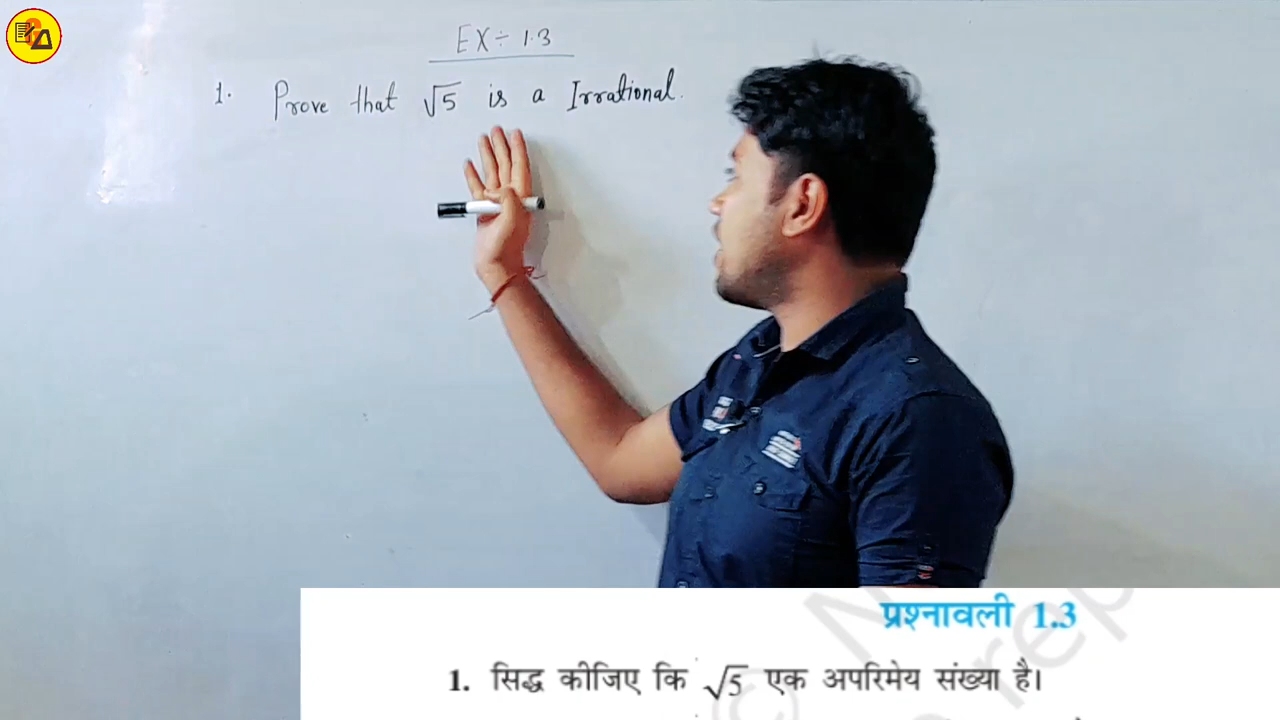 EX ÷ 1.3
1. Prove that √5 is a Irrational.
प्रश्नावली 1.3
1. सिद्ध कीजिए कि √5 एक अपरिमेय संख्या है।